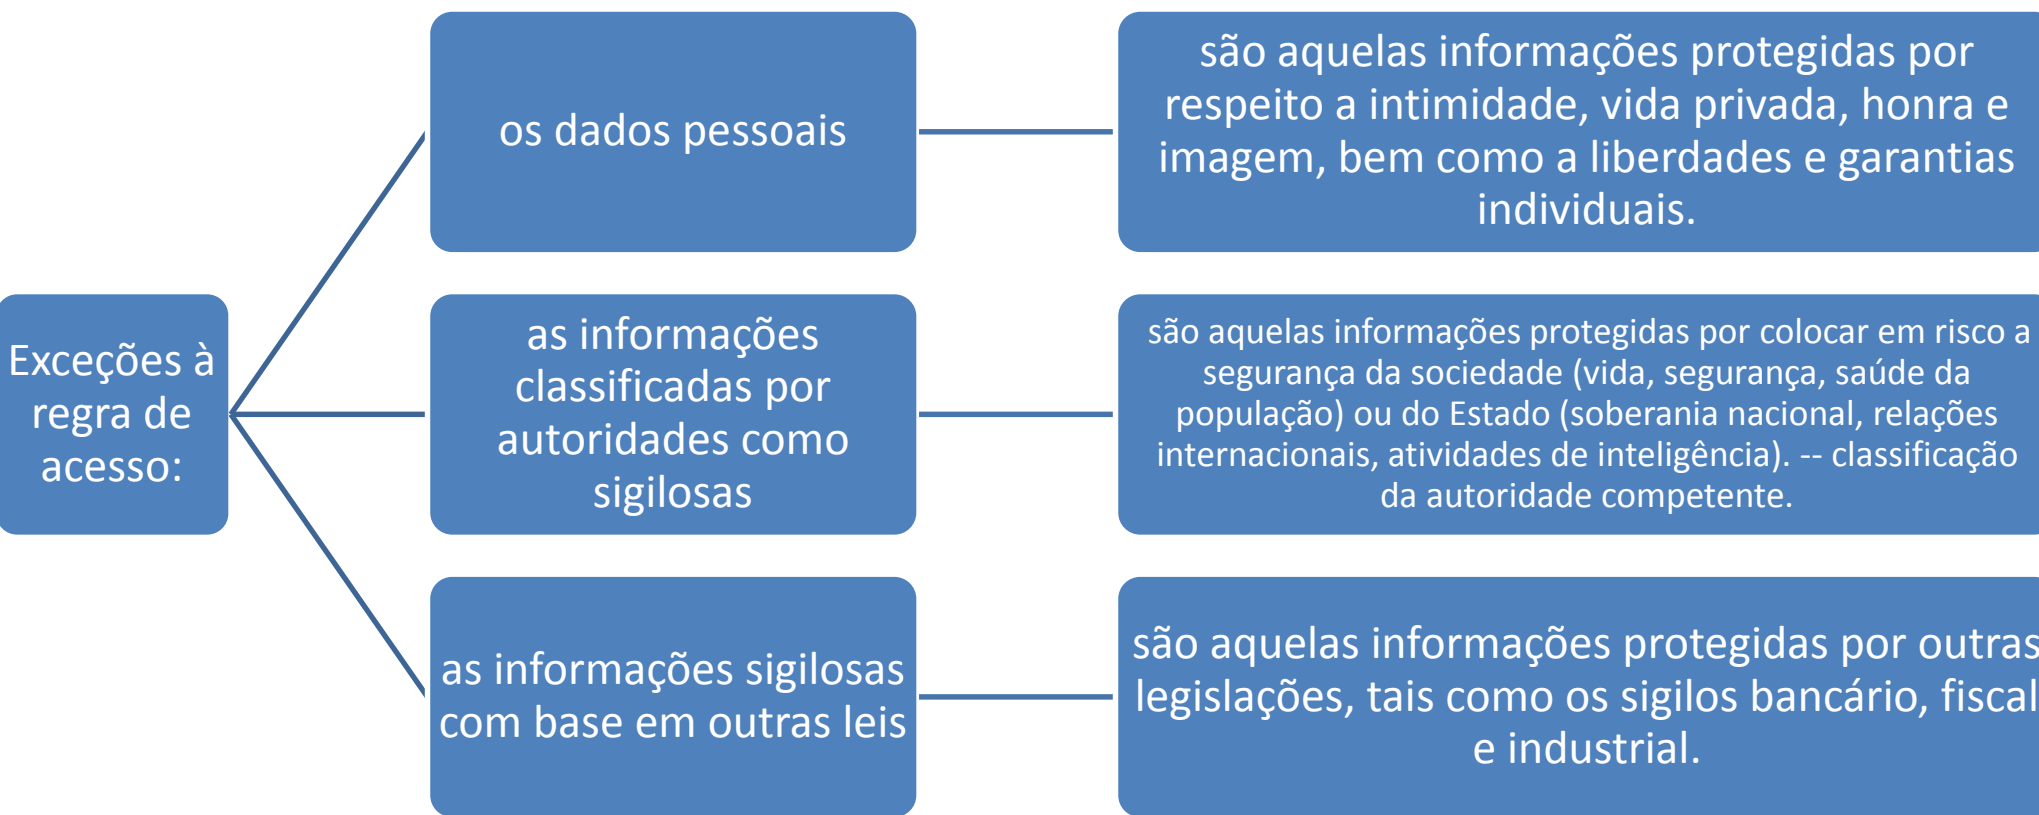 Exceções à
regra de
acesso:
os dados pessoais
são aquelas informações protegidas por
respeito a intimidade, vida privada, honra e
imagem, bem como a liberdades e garantias
individuais.
as informações
classificadas por
autoridades como
sigilosas
são aquelas informações protegidas por colocar em risco a
segurança da sociedade (vida, segurança, saúde da
população) ou do Estado (soberania nacional, relações
internacionais, atividades de inteligência). -- classificação
da autoridade competente.
as informações sigilosas
com base em outras leis
são aquelas informações protegidas por outras
legislações, tais como os sigilos bancário, fiscal
e industrial.